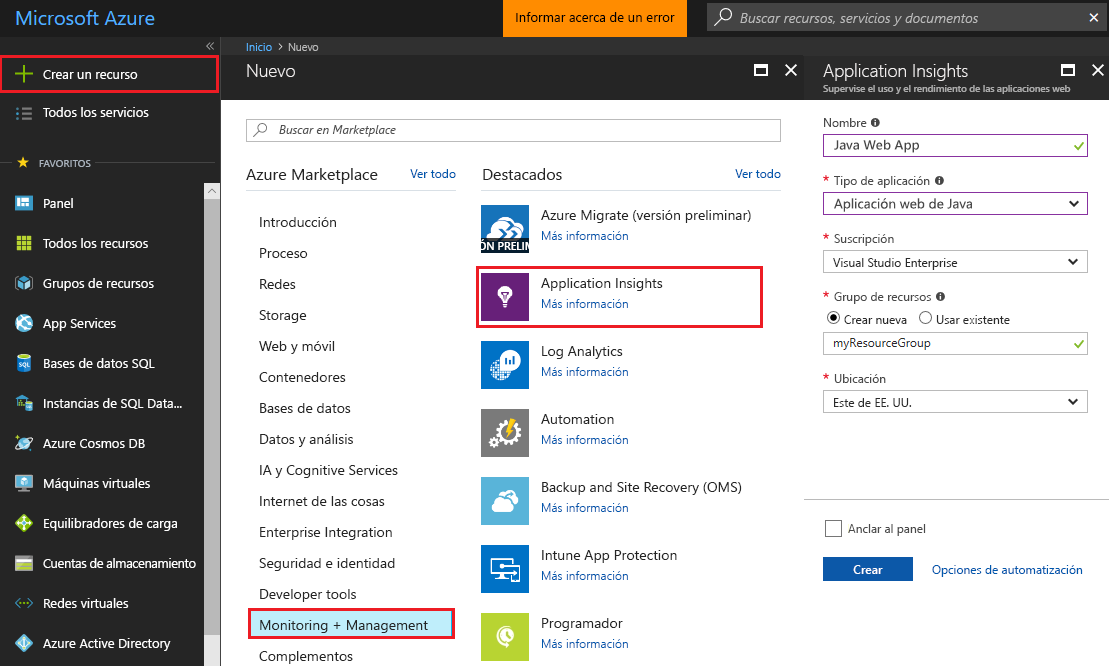 Microsoft Azure
Informar acerca de un error
Buscar recursos, servicios y documentos
Crear un recurso
Todos los servicios
FAVORITOS
Panel
Todos los recursos
Grupos de recursos
App Services
Bases de datos SQL
Instancias de SQL Data...
Azure Cosmos DB
Máquinas virtuales
Equilibradores de carga
Cuentas de almacenamiento
Redes virtuales
Azure Active Directory
Inicio > Nuevo
Nuevo
Buscar en Marketplace
Azure Marketplace
Ver todo
Introducción
Proceso
Redes
Storage
Web y móvil
Contenedores
Bases de datos
Datos y análisis
IA y Cognitive Services
Internet de las cosas
Enterprise Integration
Seguridad e identidad
Developer tools
Monitoring + Management
Complementos
Destacados
Ver todo
Azure Migrate (versión preliminar)
Más información
ÓN PRELIM
Application Insights
Más información
Log Analytics
Más información
Automation
Más información
Backup and Site Recovery (OMS)
Más información
Intune App Protection
Más información
Programador
Más información
Application Insights
Supervise el uso y el rendimiento de las aplicaciones web
Nombre
Java Web App
* Tipo de aplicación
Aplicación web de Java
* Suscripción
Visual Studio Enterprise
* Grupo de recursos
Crear nueva Usar existente
myResourceGroup
* Ubicación
Este de EE. UU.
Anclar al panel
Crear
Opciones de automatización